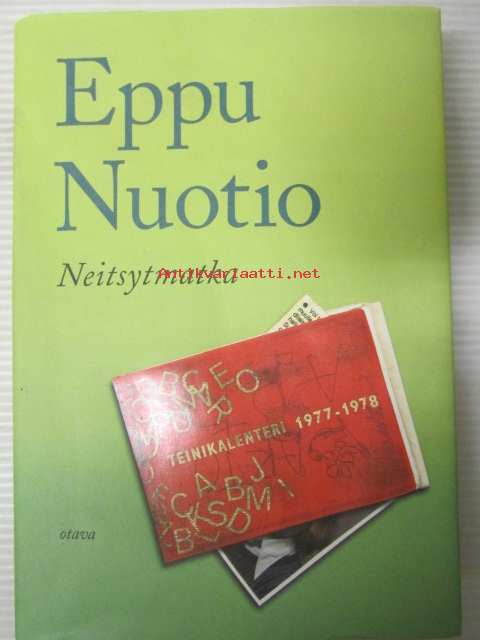 Eppu
Nuotio
Neitsytmatka
Antikvariaatti.net
TEINIKALENTERI 1977-1978
otava